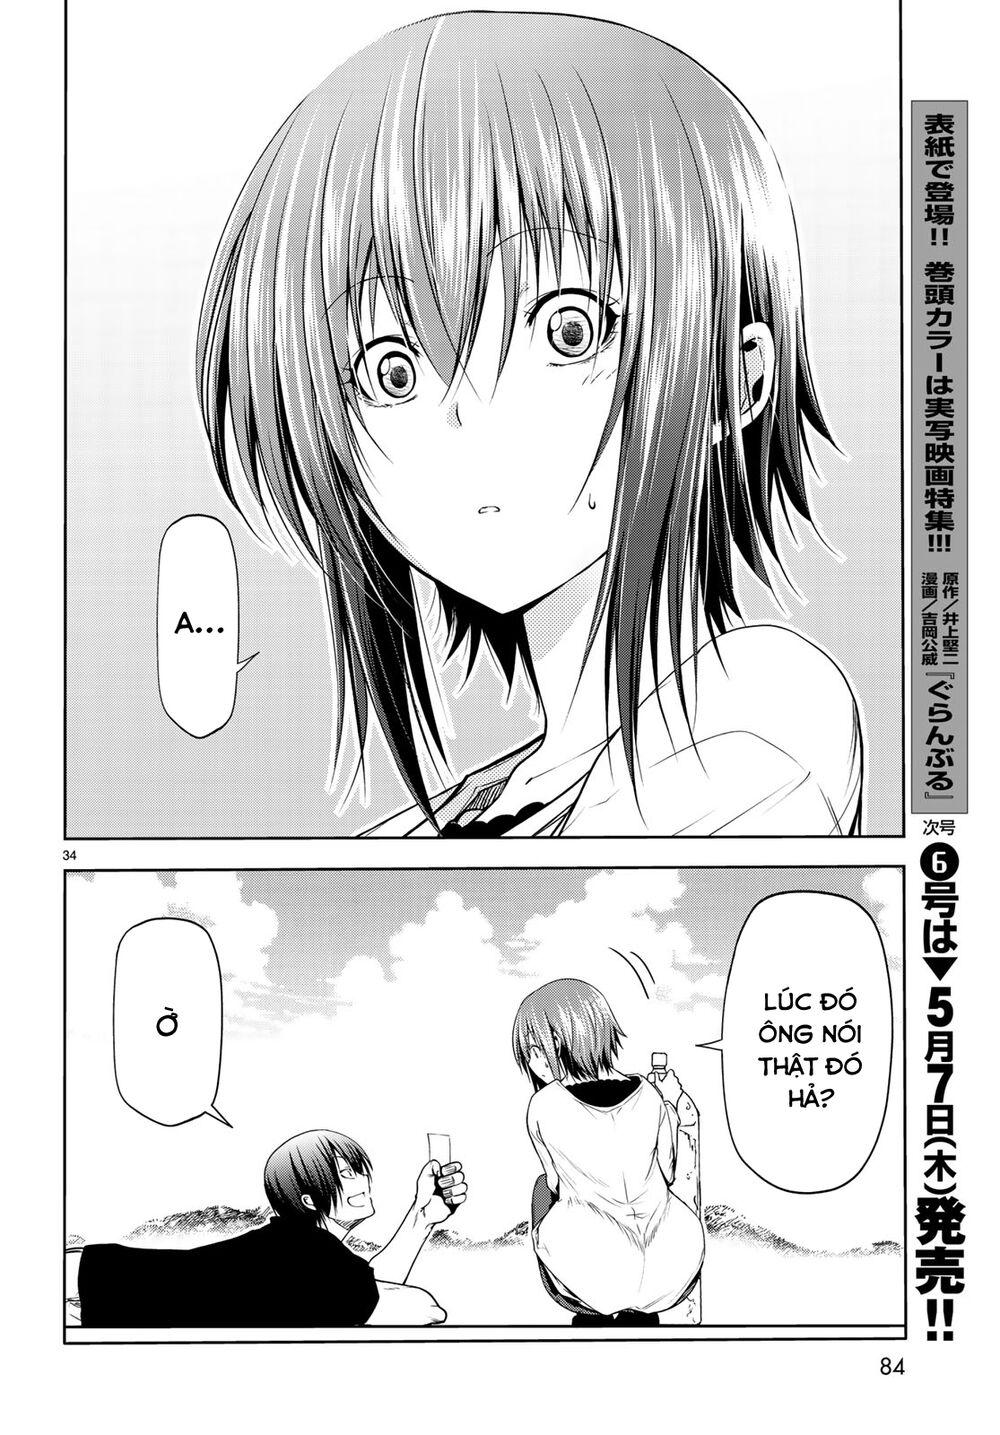 A...
34
LÚC ĐÓ
ÔNG NÓI
THẬT ĐÓ
HẢ?
Ờ
表紙で登場!! 巻頭カラーは実写映画特集!!!
原作/井上堅二
漫画/吉岡公威
『ぐらんぶる』
次号
6号は▼5月7日(木)発売!!
84